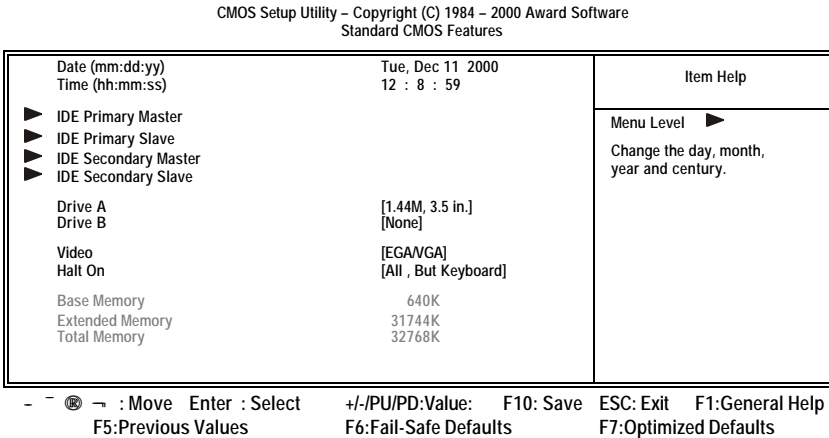 CMOS Setup Utility – Copyright (C) 1984 – 2000 Award Software
Standard CMOS Features
Date (mm:dd:yy) Tue, Dec 11 2000
Time (hh:mm:ss) 12 : 8 : 59
Item Help
IDE Primary Master
IDE Primary Slave
IDE Secondary Master
IDE Secondary Slave
Menu Level
Change the day, month,
year and century.
Drive A [1.44M, 3.5 in.]
Drive B [None]
Video [EGA/VGA]
Halt On [All , But Keyboard]
Base Memory 640K
Extended Memory 31744K
Total Memory 32768K
- ¯ ® ¬ : Move Enter : Select +/-/PU/PD:Value: F10: Save ESC: Exit F1:General Help
F5:Previous Values F6:Fail-Safe Defaults F7:Optimized Defaults